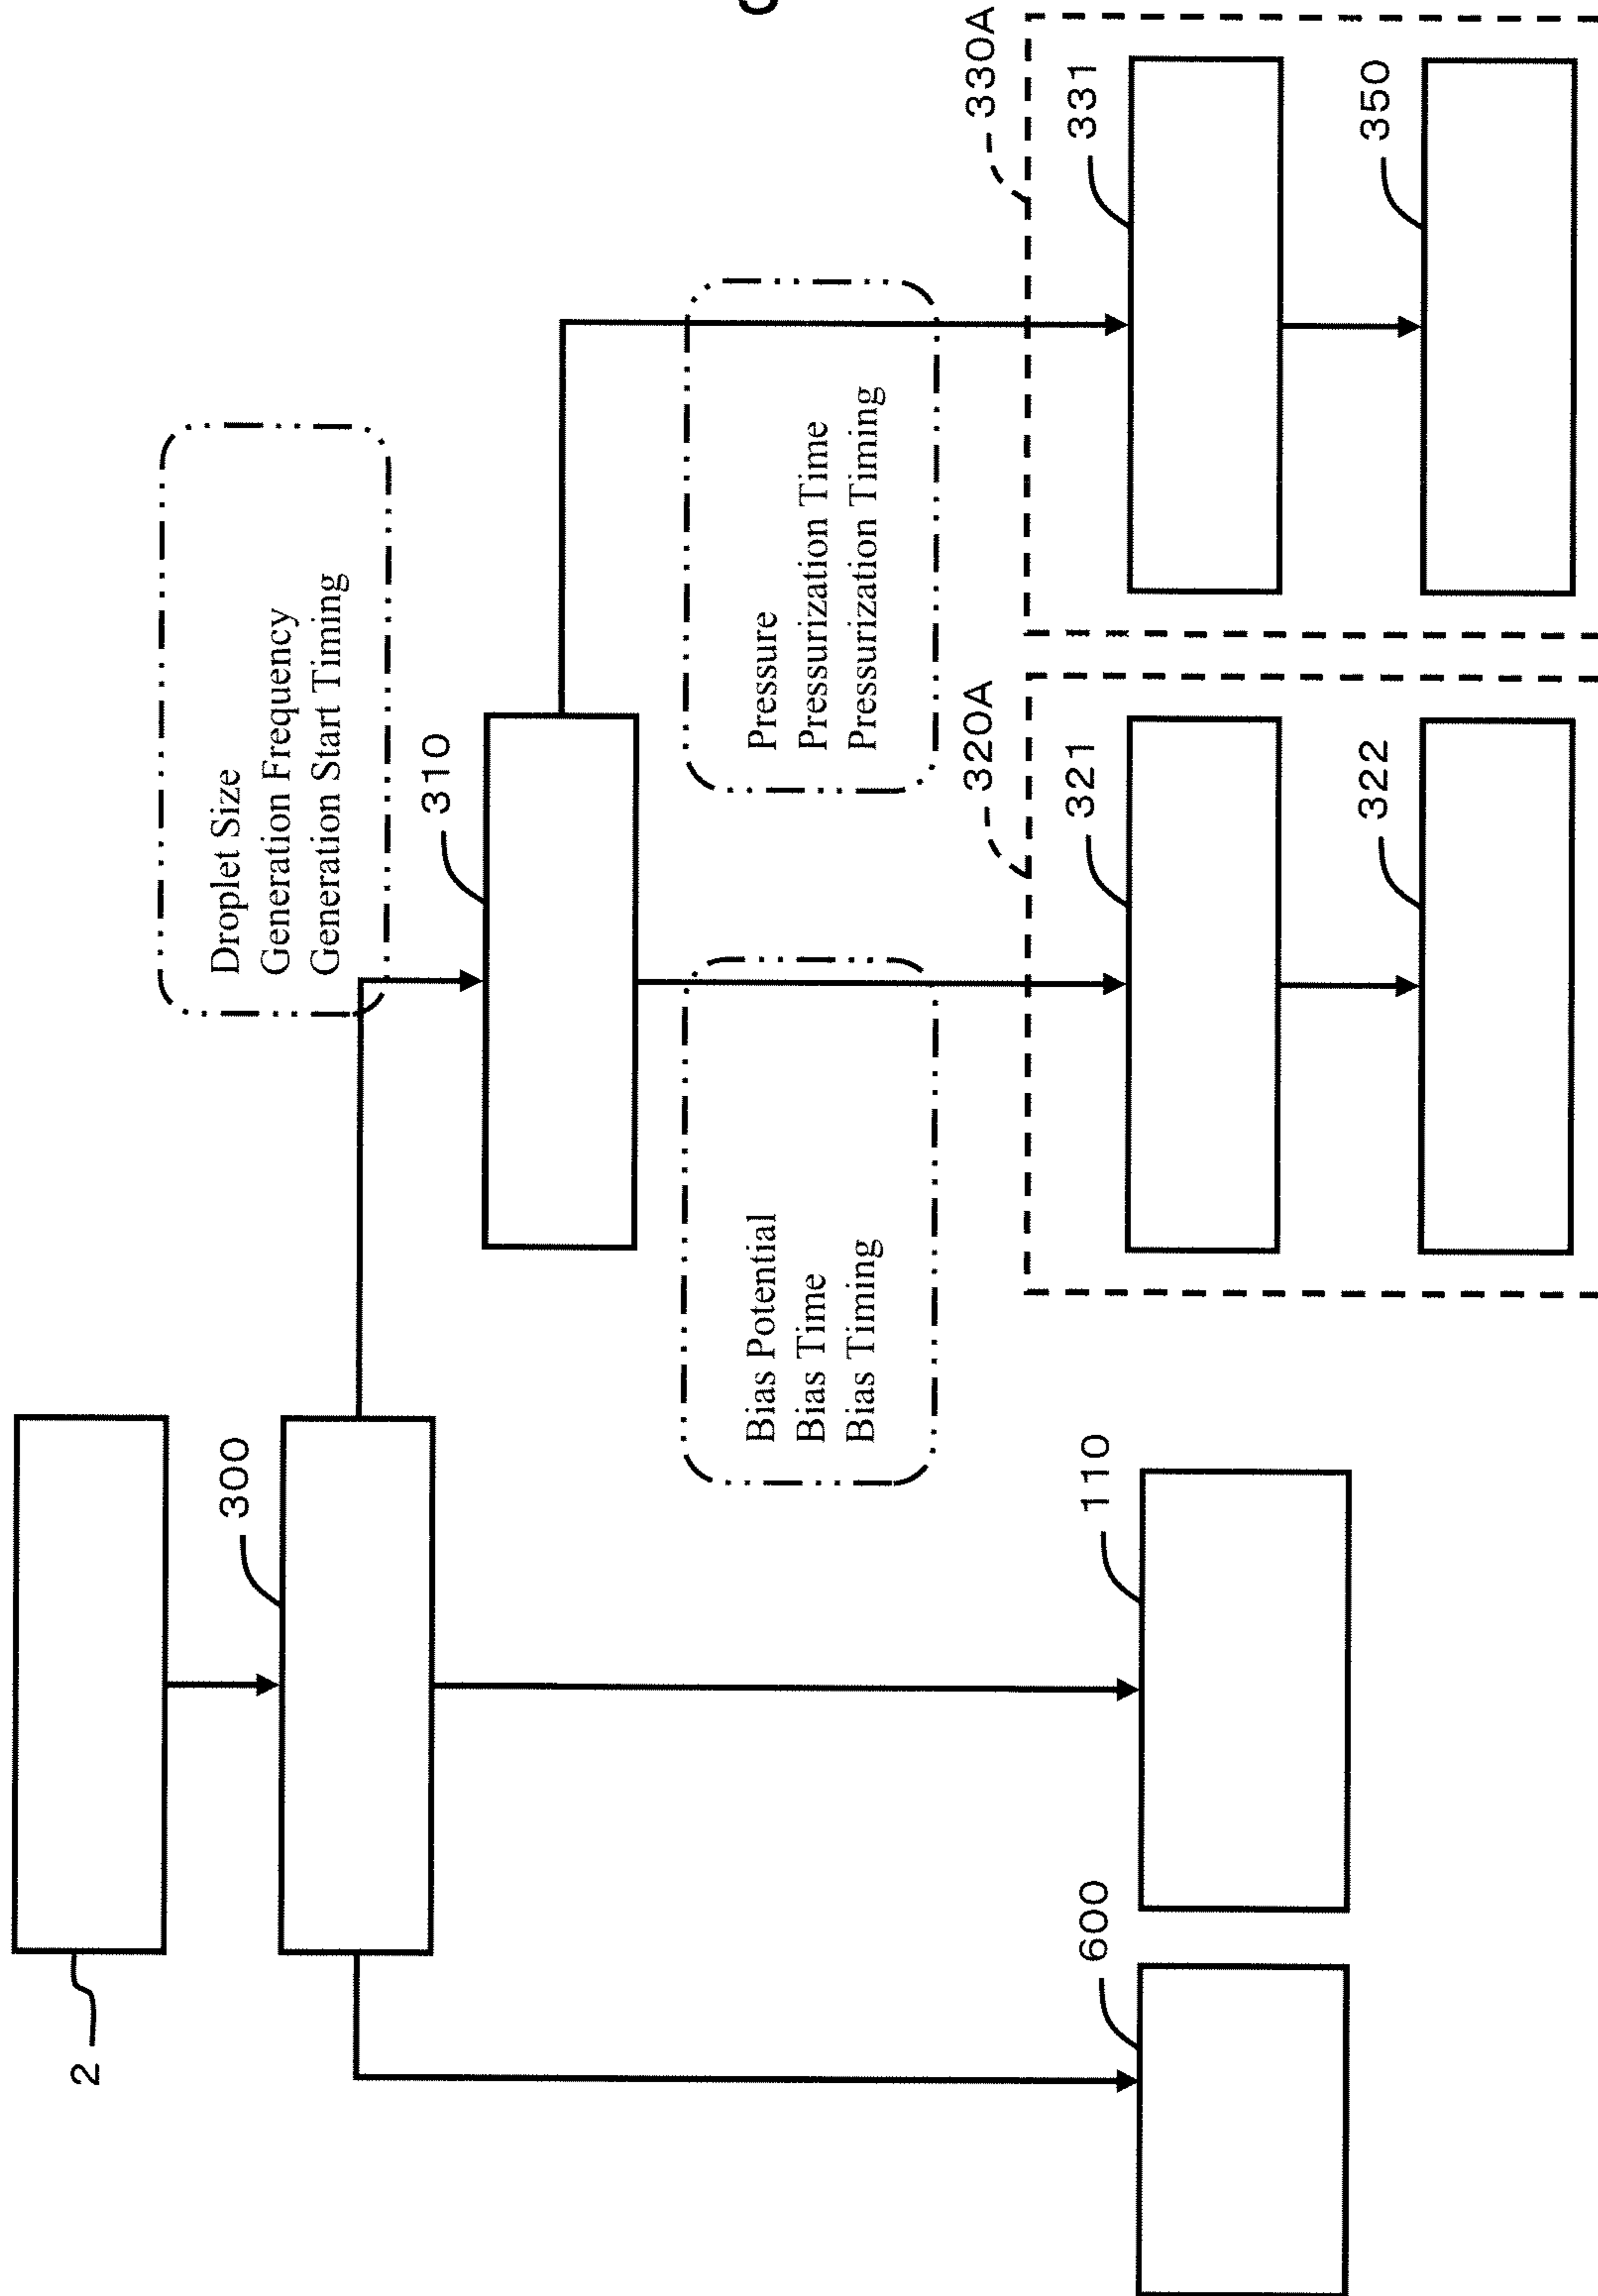 2
300
Droplet Size
Generation Frequency
Generation Start Timing
310
Bias Potential
Bias Time
Bias Timing
Pressure
Pressurization Time
Pressurization Timing
600
110
320A
321
322
330A
331
350